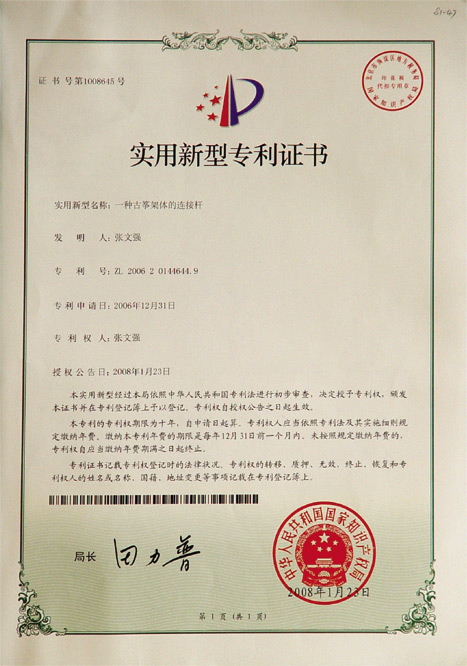 S1-47
证书号第1008645号
实用新型专利证书
实用新型名称：一种古筝架体的连接杆
发 明 人：张文强
专 利 号：ZL 2006 2 0144644.9
专利申请日：2006年12月31日
专 利 权 人：张文强
授权公告日：2008年1月23日
本实用新型经过本局依照中华人民共和国专利法进行初步审查，决定授予专利权，颁发
本证书并在专利登记簿上予以登记。专利权自授权公告之日起生效。
本专利的专利权期限为十年，自申请日起算。专利权人应当依照专利法及其实施细则规
定缴纳年费。缴纳本专利年费的期限是每年12月31日前一个月内。未按照规定缴纳年费的，
专利权自应当缴纳年费期满之日起终止。
专利证书记载专利权登记时的法律状况。专利权的转移、质押、无效、终止、恢复和专
利权人的姓名或名称、国籍、地址变更等事项记载在专利登记簿上。
局长 田力普
中华人民共和国国家知识产权局
2008年1月23日
第 1 页（共 1 页）